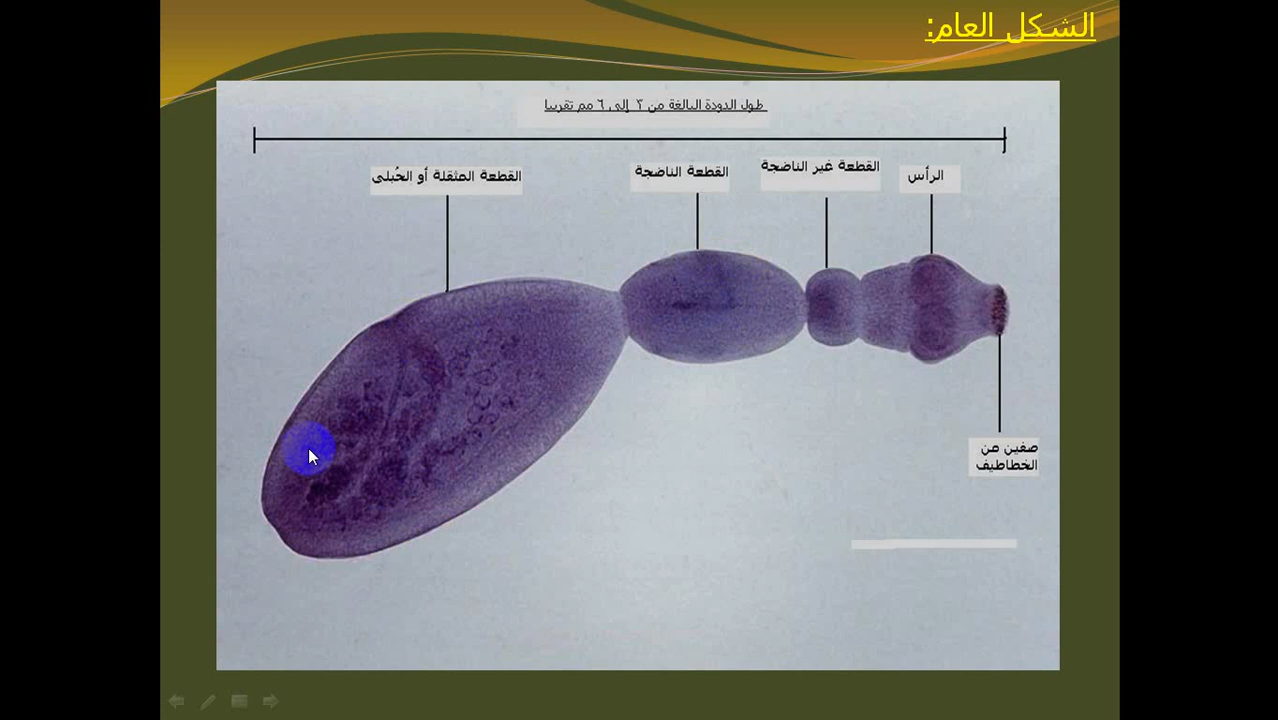 الشكل العام:
طول الدودة البالغة من ٣ إلى ٦ مم تقريبا
الرأس
القطعة غير الناضجة
القطعة الناضجة
القطعة المثقلة أو الحُبلى
صفين من
الخطاطيف